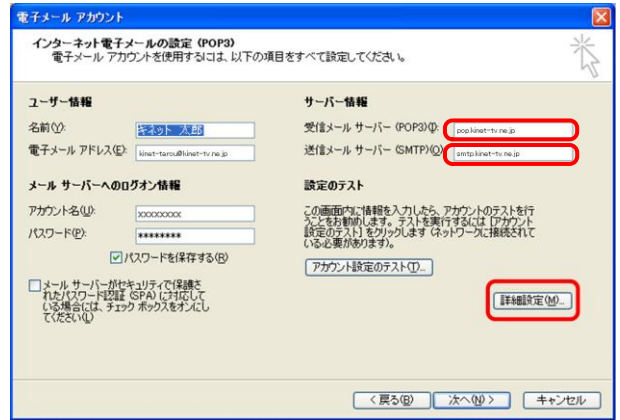 電子メール アカウント
インターネット電子メールの設定 (POP3)
電子メール アカウントを使用するには、以下の項目をすべて設定してください。
ユーザー情報
名前(Y):
キネット 太郎
電子メール アドレス(E):
kinet-tarou@kinet-tv.ne.jp
サーバー情報
受信メール サーバー (POP3)(I):
pop.kinet-tv.ne.jp
送信メール サーバー (SMTP)(O):
smtp.kinet-tv.ne.jp
メール サーバーへのログオン情報
アカウント名(U):
xxxxxxxx
パスワード(P):
********
パスワードを保存する(R)
メール サーバーがセキュリティで保護さ
れたパスワード認証 (SPA) に対応して
いる場合には、チェック ボックスをオンにし
てください(L)
設定のテスト
この画面内に情報を入力したら、アカウントのテストを行
うことをお勧めします。テストを実行するには [アカウント
設定のテスト] をクリックします (ネットワークに接続されて
いる必要があります)。
アカウント設定のテスト(T)...
詳細設定(M)...
< 戻る(B)
次へ(N) >
キャンセル